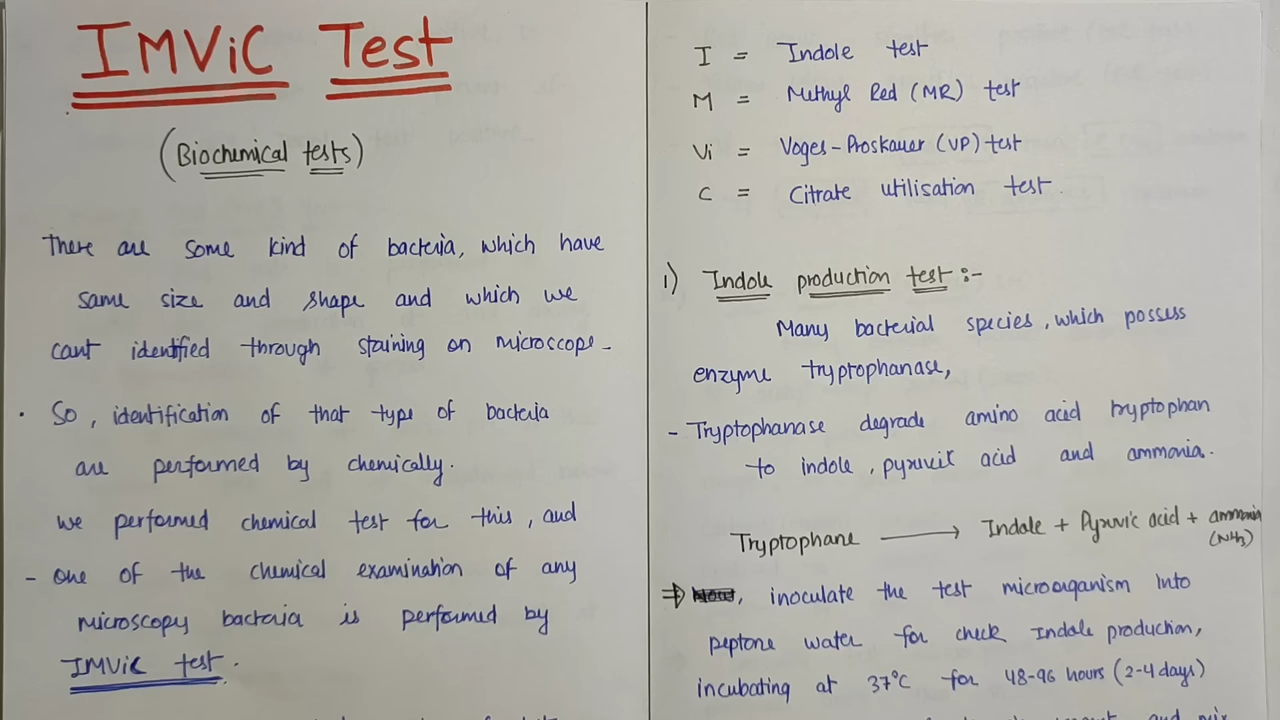 IMViC Test
(Biochemical tests)
There are some kind of bacteria, which have
same size and shape and which we
cant identified through staining on microscope-
. So, identification of that type of bacteria
are performed by chemically.
we performed chemical test for this, and
- One of the chemical examination of any
microscopy bacteria is performed by
IMViC test.
I = Indole test
M = Methyl Red (MR) test
Vi = Voges-Proskauer (VP) test
C = Citrate utilisation test
1) Indole production test :-
Many bacterial species, which possess
enzyme tryptophanase,
- Tryptophanase degrade amino acid tryptophan
to indole, pyruvic acid and ammonia.
Tryptophane → Indole + Pyruvic acid + ammonia
(NH3)
⇒ , inoculate the test microorganism into
peptone water for check Indole production,
incubating at 37°C for 48-96 hours (2-4 days)
and mix